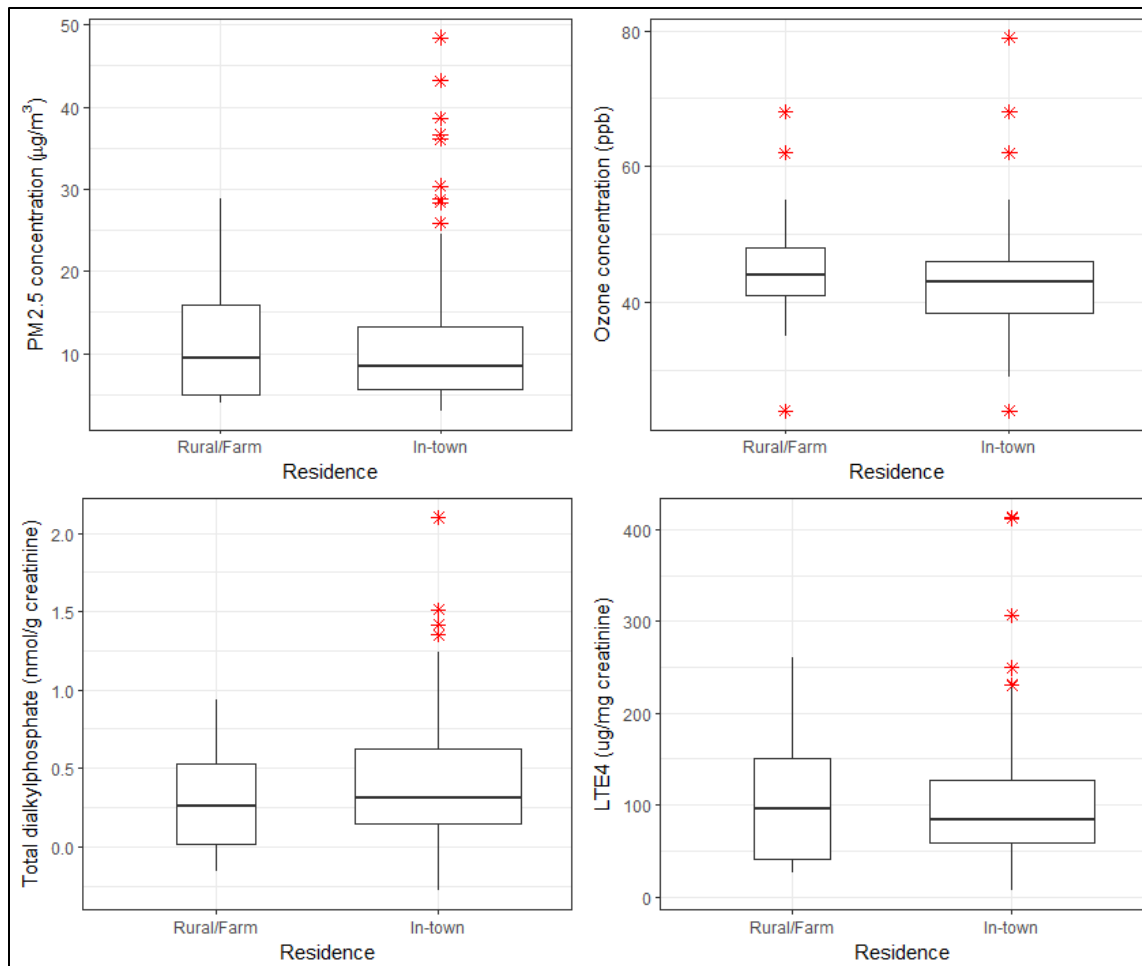 PM2.5 concentration (µg/m³)
50
40
30
20
10
Rural/Farm In-town
Residence
Ozone concentration (ppb)
80
60
40
Rural/Farm In-town
Residence
Total dialkylphosphate (nmol/g creatinine)
2.0
1.5
1.0
0.5
0.0
Rural/Farm In-town
Residence
LTE4 (ug/mg creatinine)
400
300
200
100
0
Rural/Farm In-town
Residence